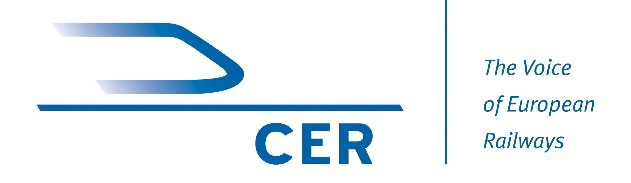 CER
The Voice
of European
Railways